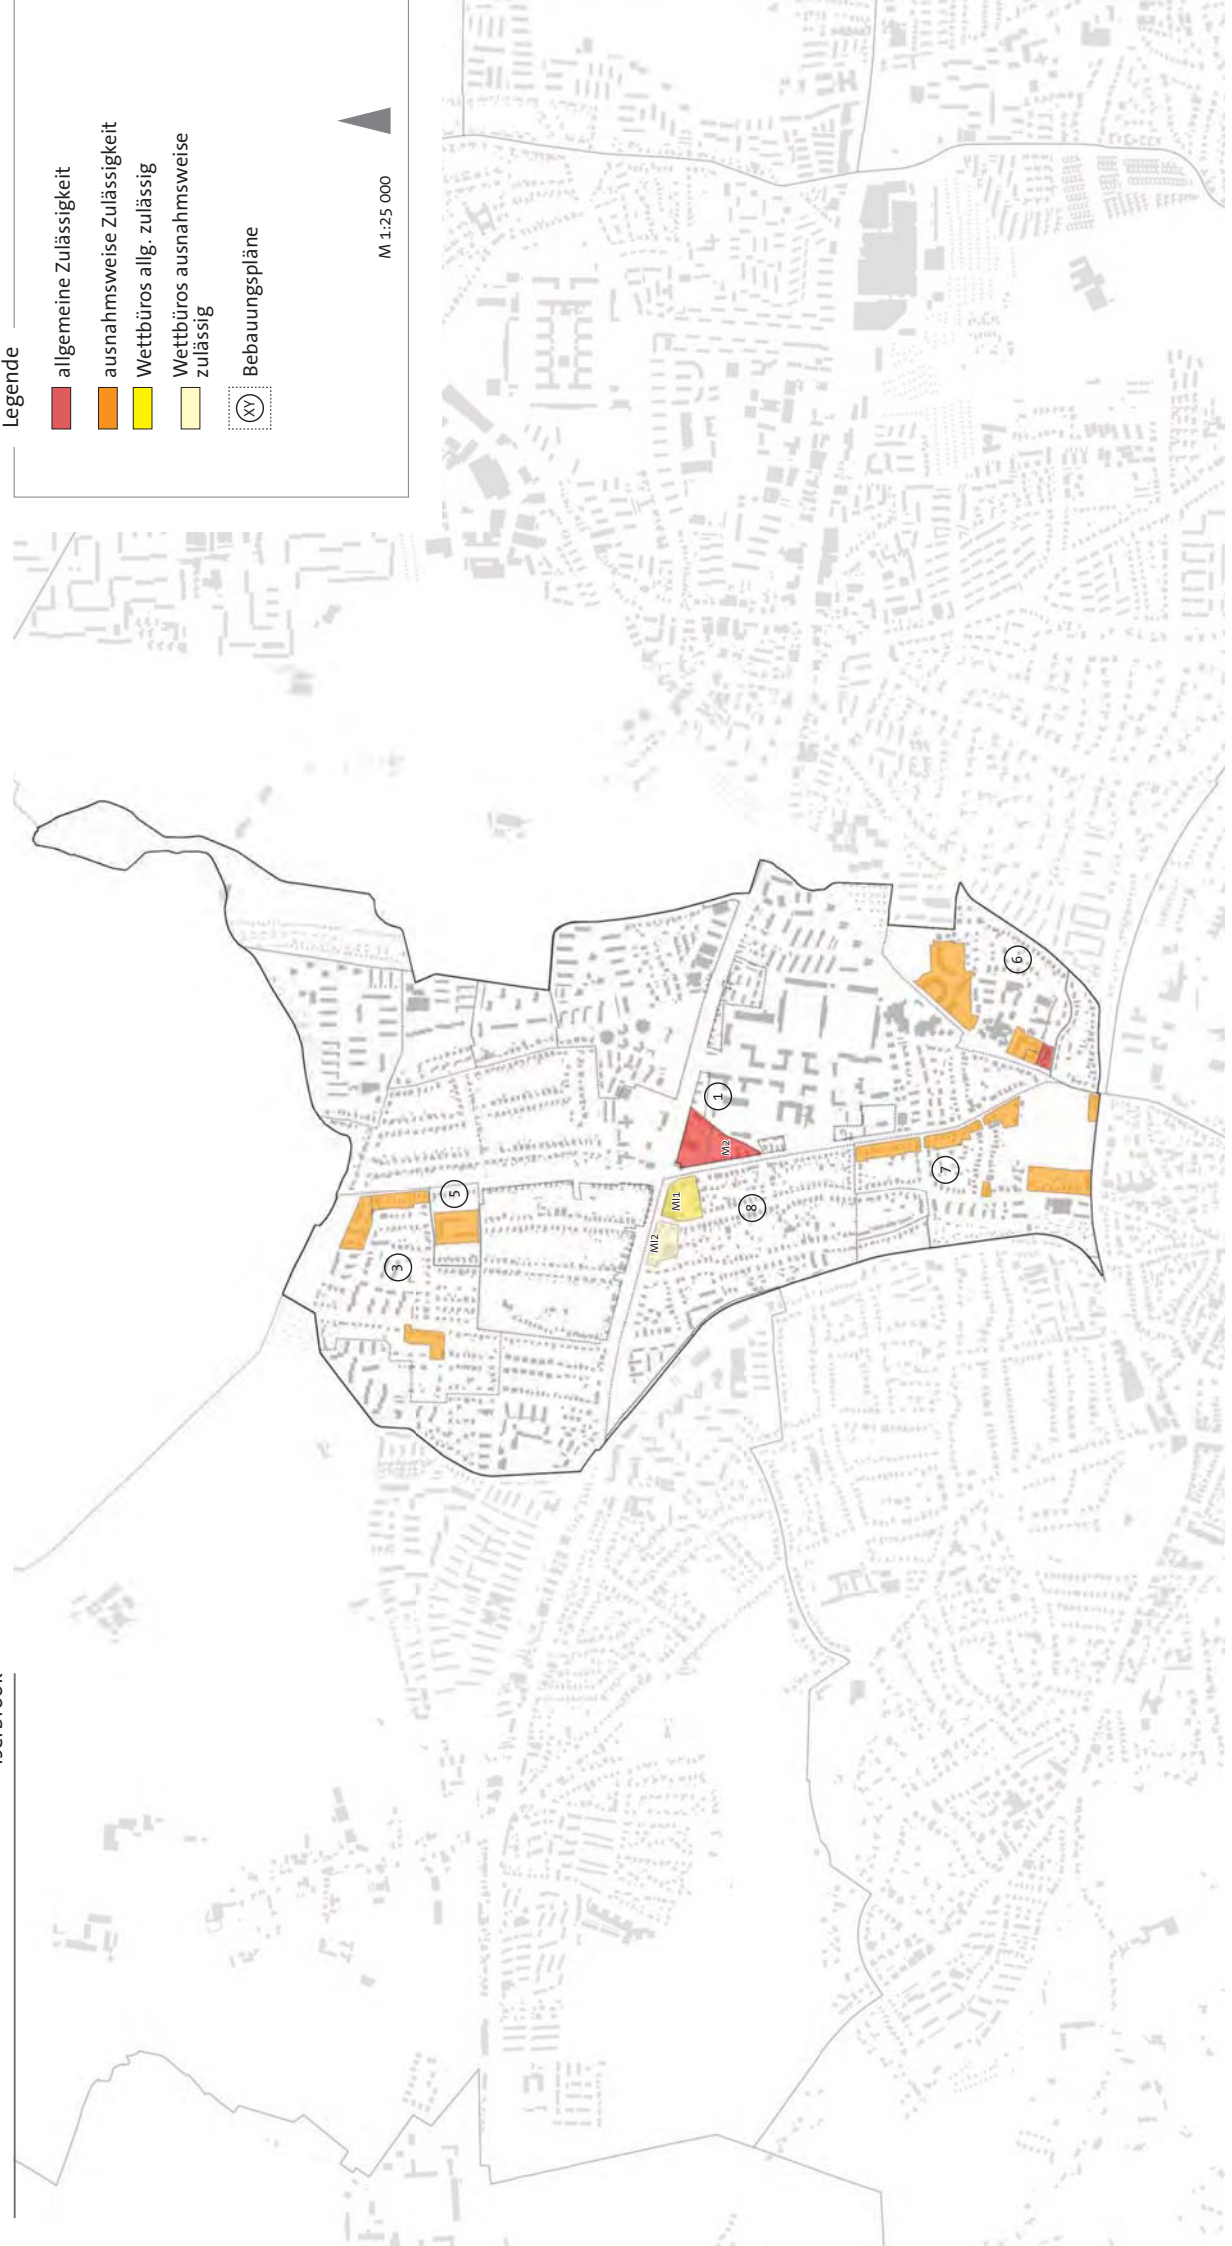 Legende
allgemeine Zulässigkeit
ausnahmsweise Zulässigkeit
Wettbüros allg. zulässig
Wettbüros ausnahmsweise
zulässig
XY
Bebauungspläne
M 1:25 000
3
5
MI2
MI1
M2
1
8
7
6